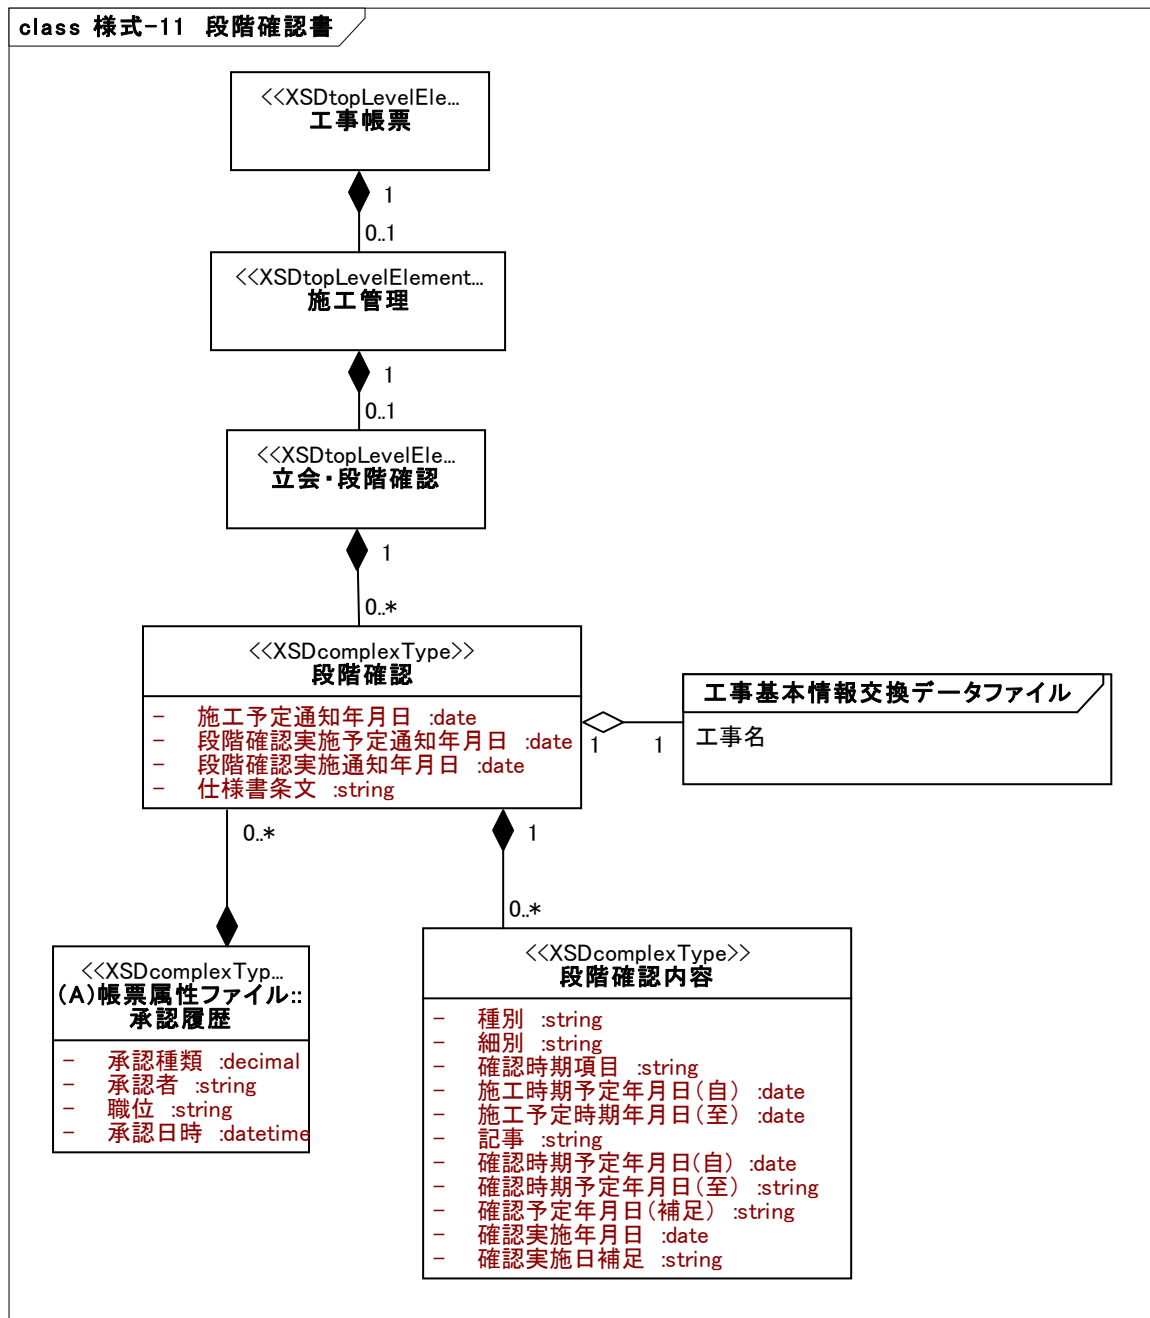 class 様式-11 段階確認書
<<XSDtopLevelEle...
工事帳票
1
0..1
<<XSDtopLevelElement...
施工管理
1
0..1
<<XSDtopLevelEle...
立会・段階確認
1
0..*
<<XSDcomplexType>>
段階確認
- 施工予定通知年月日 :date
- 段階確認実施予定通知年月日 :date
- 段階確認実施通知年月日 :date
- 仕様書条文 :string
1
1
工事基本情報交換データファイル
工事名
0..*
1
0..*
<<XSDcomplexTyp...
(A)帳票属性ファイル::
承認履歴
- 承認種類 :decimal
- 承認者 :string
- 職位 :string
- 承認日時 :datetime
<<XSDcomplexType>>
段階確認内容
- 種別 :string
- 細別 :string
- 確認時期項目 :string
- 施工時期予定年月日(自) :date
- 施工予定時期年月日(至) :date
- 記事 :string
- 確認時期予定年月日(自) :date
- 確認時期予定年月日(至) :string
- 確認予定年月日(補足) :string
- 確認実施年月日 :date
- 確認実施日補足 :string